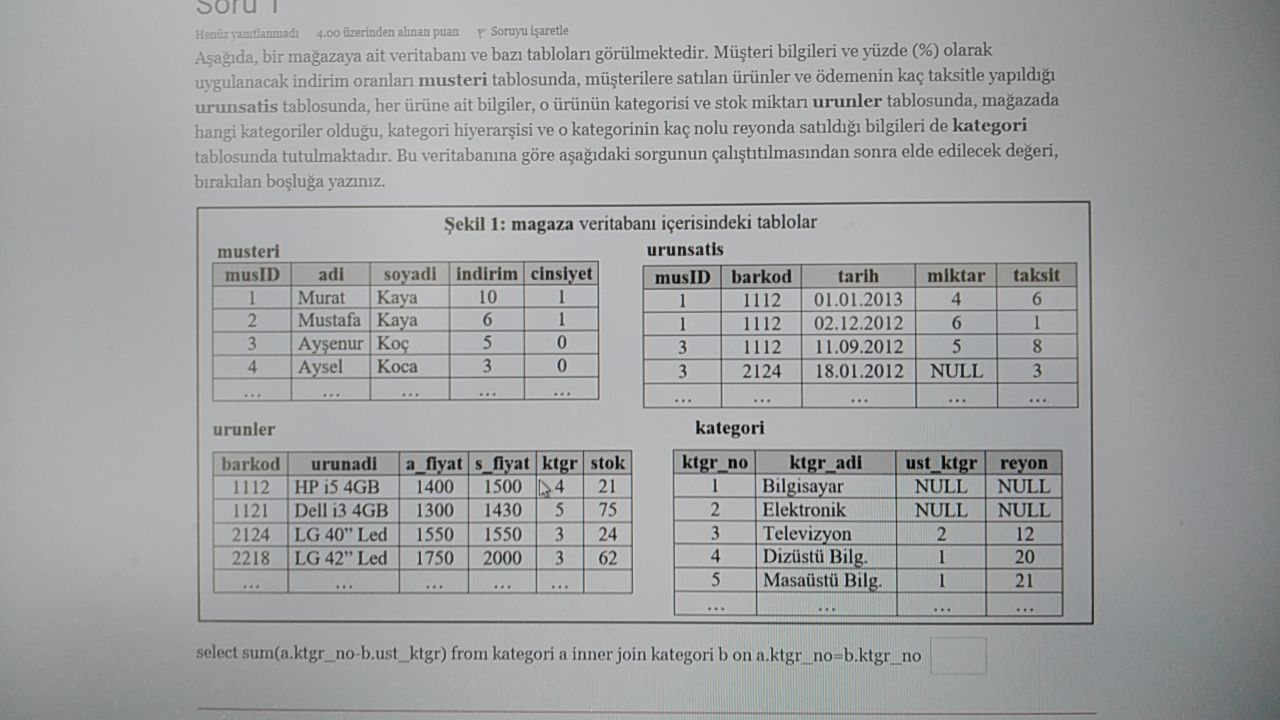 Soru 1
Henüz yanıtlanmadı 4.00 üzerinden alınan puan Soruyu işaretle
Aşağıda, bir mağazaya ait veritabanı ve bazı tabloları görülmektedir. Müşteri bilgileri ve yüzde (%) olarak
uygulanacak indirim oranları musteri tablosunda, müşterilere satılan ürünler ve ödemenin kaç taksitle yapıldığı
urunsatis tablosunda, her ürüne ait bilgiler, o ürünün kategorisi ve stok miktarı urunler tablosunda, mağazada
hangi kategoriler olduğu, kategori hiyerarşisi ve o kategorinin kaç nolu reyonda satıldığı bilgileri de kategori
tablosunda tutulmaktadır. Bu veritabanına göre aşağıdaki sorgunun çalıştıtılmasından sonra elde edilecek değeri,
bırakılan boşluğa yazınız.
Şekil 1: magaza veritabanı içerisindeki tablolar
musteri
musID adi soyadi indirim cinsiyet
1 Murat Kaya 10 1
2 Mustafa Kaya 6 1
3 Ayşenur Koç 5 0
4 Aysel Koca 3 0
... ... ... ... ...
urunsatis
musID barkod tarih miktar taksit
1 1112 01.01.2013 4 6
1 1112 02.12.2012 6 1
3 1112 11.09.2012 5 8
3 2124 18.01.2012 NULL 3
... ... ... ... ...
urunler
barkod urunadi a_fiyat s_fiyat ktgr stok
1112 HP i5 4GB 1400 1500 4 21
1121 Dell i3 4GB 1300 1430 5 75
2124 LG 40” Led 1550 1550 3 24
2218 LG 42” Led 1750 2000 3 62
... ... ... ... ...
kategori
ktgr_no ktgr_adi ust_ktgr reyon
1 Bilgisayar NULL NULL
2 Elektronik NULL NULL
3 Televizyon 2 12
4 Dizüstü Bilg. 1 20
5 Masaüstü Bilg. 1 21
... ... ... ...
select sum(a.ktgr_no-b.ust_ktgr) from kategori a inner join kategori b on a.ktgr_no=b.ktgr_no